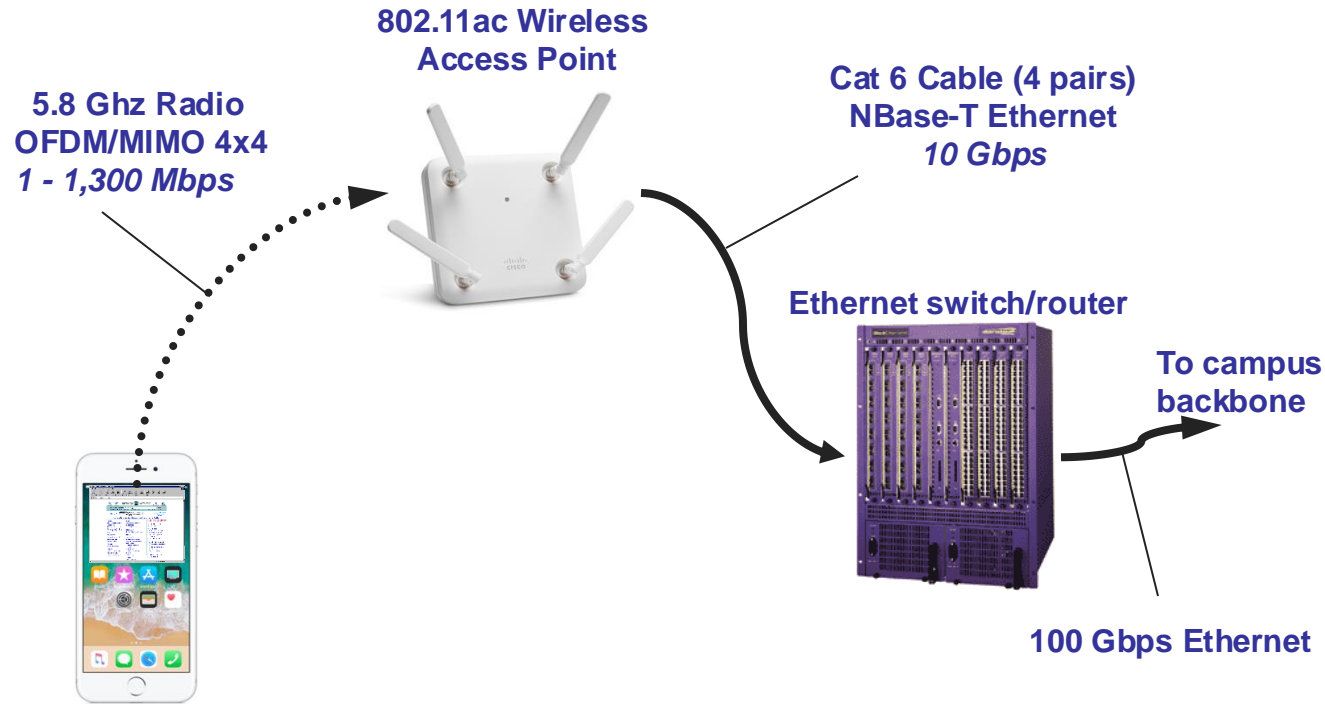 802.11ac Wireless
Access Point
5.8 Ghz Radio
OFDM/MIMO 4x4
1 - 1,300 Mbps
Cat 6 Cable (4 pairs)
NBase-T Ethernet
10 Gbps
CISCO
Ethernet switch/router
To campus
backbone
100 Gbps Ethernet